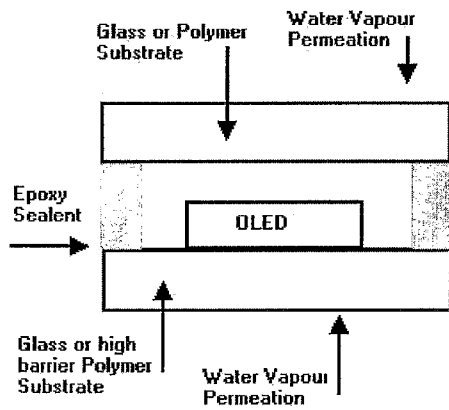 Glass or Polymer
Substrate
Water Vapour
Permeation
Epoxy
Sealent
OLED
Glass or high
barrier Polymer
Substrate
Water Vapour
Permeation